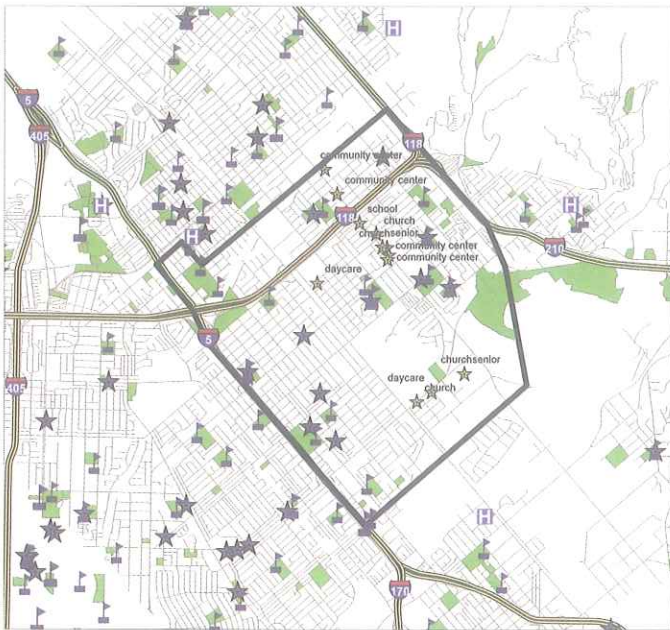 H
5
405
118
community center
H
community center
H
school
118
church
H
churchsenior
community center
210
community center
daycare
5
churchsenior
405
daycare
church
H
170